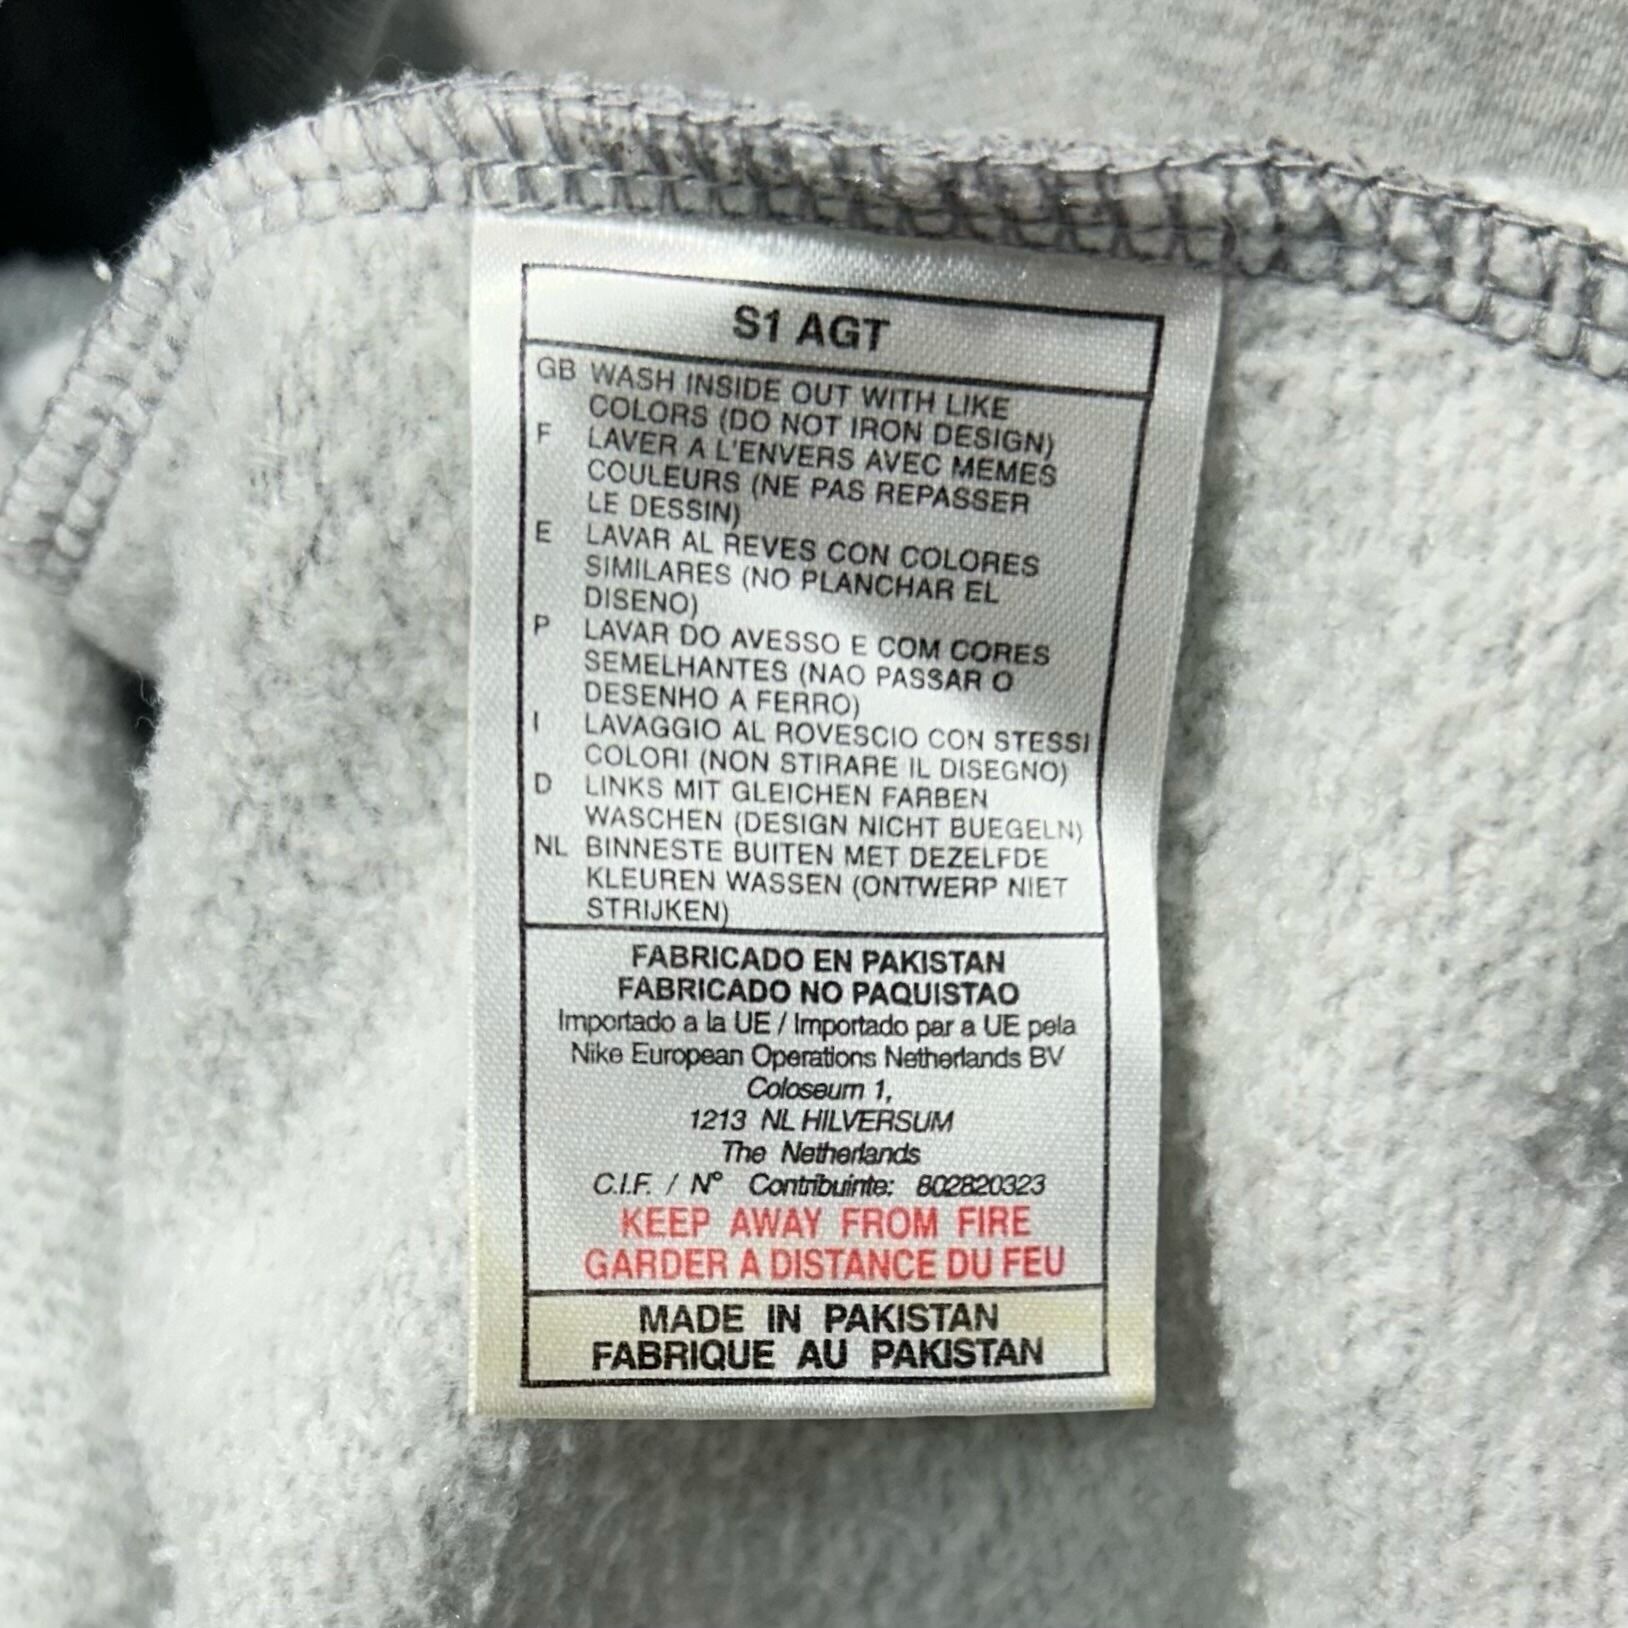 S1 AGT
GB WASH INSIDE OUT WITH LIKE
COLORS (DO NOT IRON DESIGN)
F LAVER A L'ENVERS AVEC MEMES
COULEURS (NE PAS REPASSER
LE DESSIN)
E LAVAR AL REVES CON COLORES
SIMILARES (NO PLANCHAR EL
DISENO)
P LAVAR DO AVESSO E COM CORES
SEMELHANTES (NAO PASSAR O
DESENHO A FERRO)
I LAVAGGIO AL ROVESCIO CON STESSI
COLORI (NON STIRARE IL DISEGNO)
D LINKS MIT GLEICHEN FARBEN
WASCHEN (DESIGN NICHT BUEGELN)
NL BINNESTE BUITEN MET DEZELFDE
KLEUREN WASSEN (ONTWERP NIET
STRIJKEN)
FABRICADO EN PAKISTAN
FABRICADO NO PAQUISTAO
Importado a la UE / Importado par a UE pela
Nike European Operations Netherlands BV
Coloseum 1,
1213 NL HILVERSUM
The Netherlands
C.I.F. / Nº Contribuinte: 802820323
KEEP AWAY FROM FIRE
GARDER A DISTANCE DU FEU
MADE IN PAKISTAN
FABRIQUE AU PAKISTAN